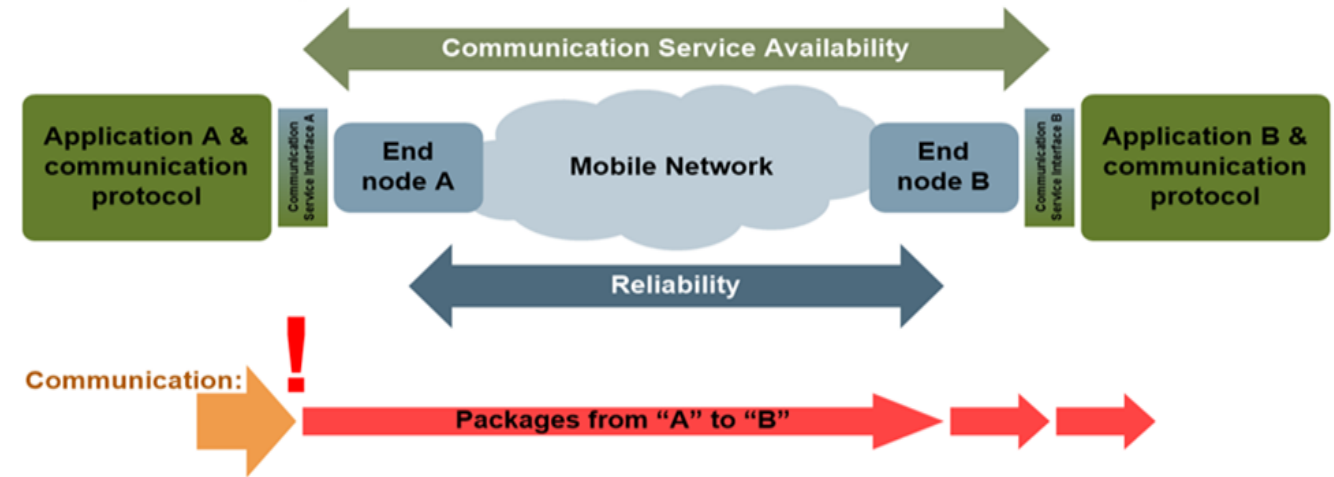 Communication Service Availability
Application A &
communication
protocol
Communication
Service Interface A
End
node A
Mobile Network
End
node B
Communication
Service Interface B
Application B &
communication
protocol
Reliability
!
Communication:
Packages from “A” to “B”